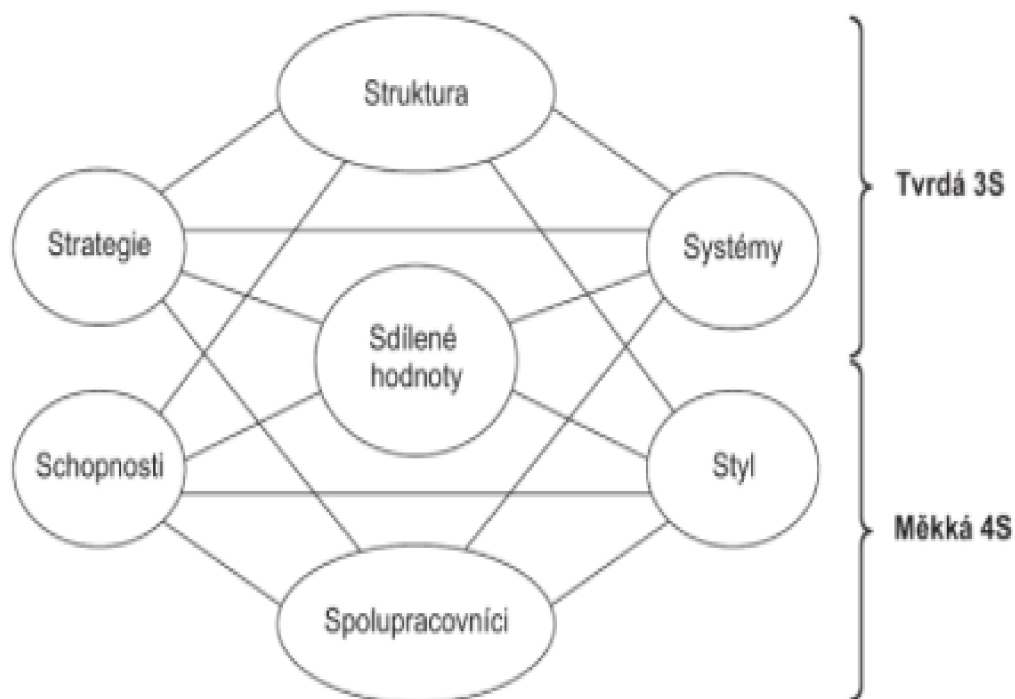 Struktura
Tvrdá 3S
Strategie
Systémy
Sdílené
hodnoty
Schopnosti
Styl
Měkká 4S
Spolupracovníci